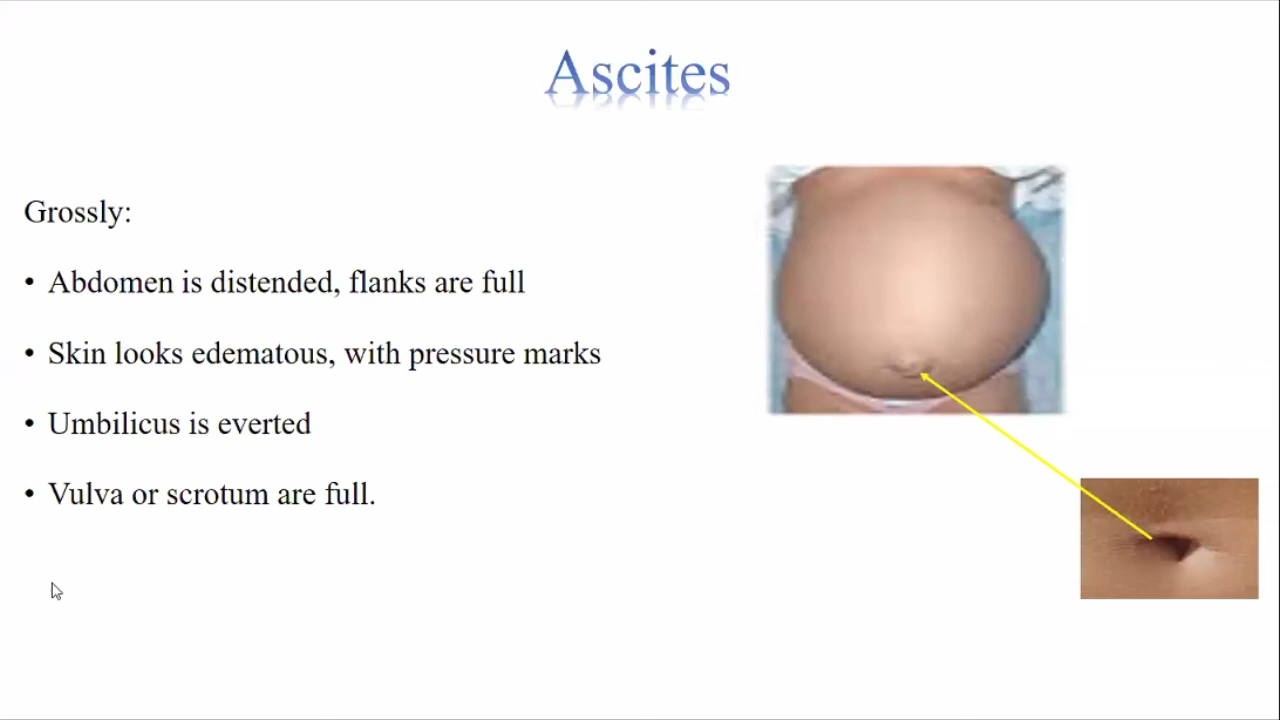 Ascites
Grossly:
• Abdomen is distended, flanks are full
• Skin looks edematous, with pressure marks
• Umbilicus is everted
• Vulva or scrotum are full.